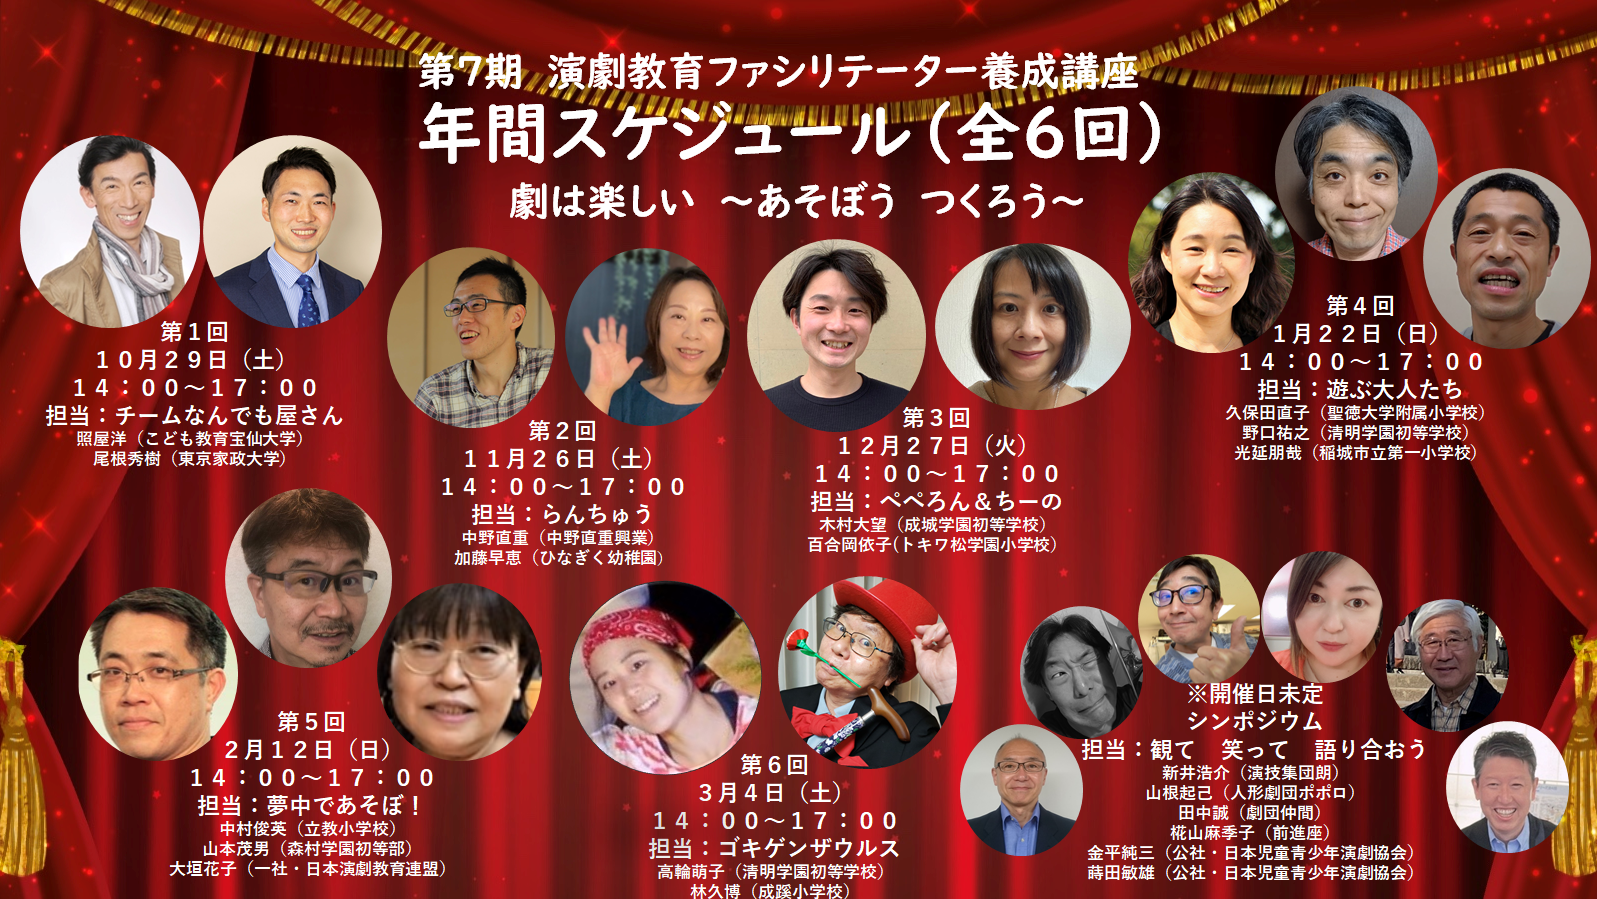 第7期 演劇教育ファシリテーター養成講座
年間スケジュール（全６回）
劇は楽しい ～あそぼう つくろう～
第１回
１０月２９日（土）
１４：００～１７：００
担当：チームなんでも屋さん
照屋洋（こども教育宝仙大学）
尾根秀樹（東京家政大学）
第２回
１１月２６日（土）
１４：００～１７：００
担当：らんちゅう
中野直重（中野直重興業）
加藤早恵（ひなぎく幼稚園）
第３回
１２月２７日（火）
１４：００～１７：００
担当：ぺぺろん＆ちーの
木村大望（成城学園初等学校）
百合岡依子(トキワ松学園小学校）
第４回
１月２２日（日）
１４：００～１７：００
担当：遊ぶ大人たち
久保田直子（聖徳大学附属小学校）
野口祐之（清明学園初等学校）
光延朋哉（稲城市立第一小学校）
第５回
２月１２日（日）
１４：００～１７：００
担当：夢中であそぼ！
中村俊英（立教小学校）
山本茂男（森村学園初等部）
大垣花子（一社・日本演劇教育連盟）
第６回
３月４日（土）
１４：００～１７：００
担当：ゴキゲンザウルス
高輪萌子（清明学園初等学校）
林久博（成蹊小学校）
※開催日未定
シンポジウム
担当：観て 笑って 語り合おう
新井浩介（演技集団朗）
山根起己（人形劇団ポポロ）
田中誠（劇団仲間）
椛山麻季子（前進座）
金平純三（公社・日本児童青少年演劇協会）
蒔田敏雄（公社・日本児童青少年演劇協会）